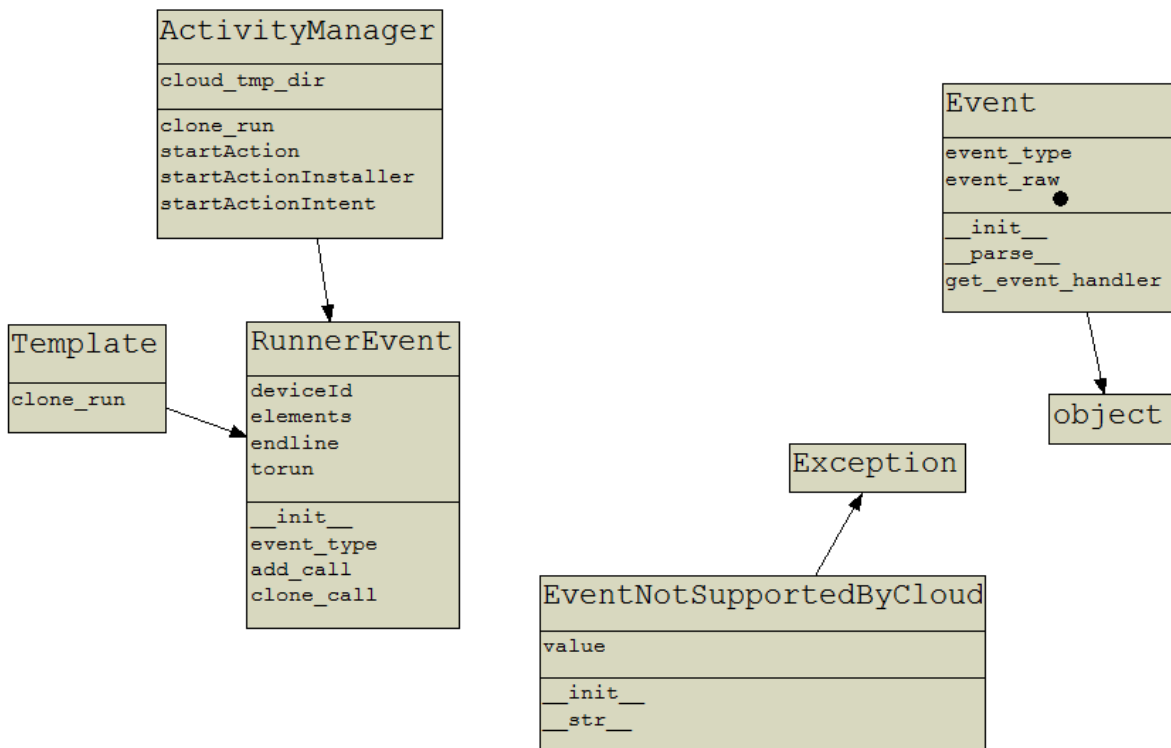 ActivityManager
cloud_tmp_dir
clone_run
startAction
startActionInstaller
startActionIntent
Event
event_type
event_raw
__init__
__parse__
get_event_handler
Template
clone_run
RunnerEvent
deviceId
elements
endline
torun
__init__
event_type
add_call
clone_call
object
Exception
EventNotSupportedByCloud
value
__init__
__str__